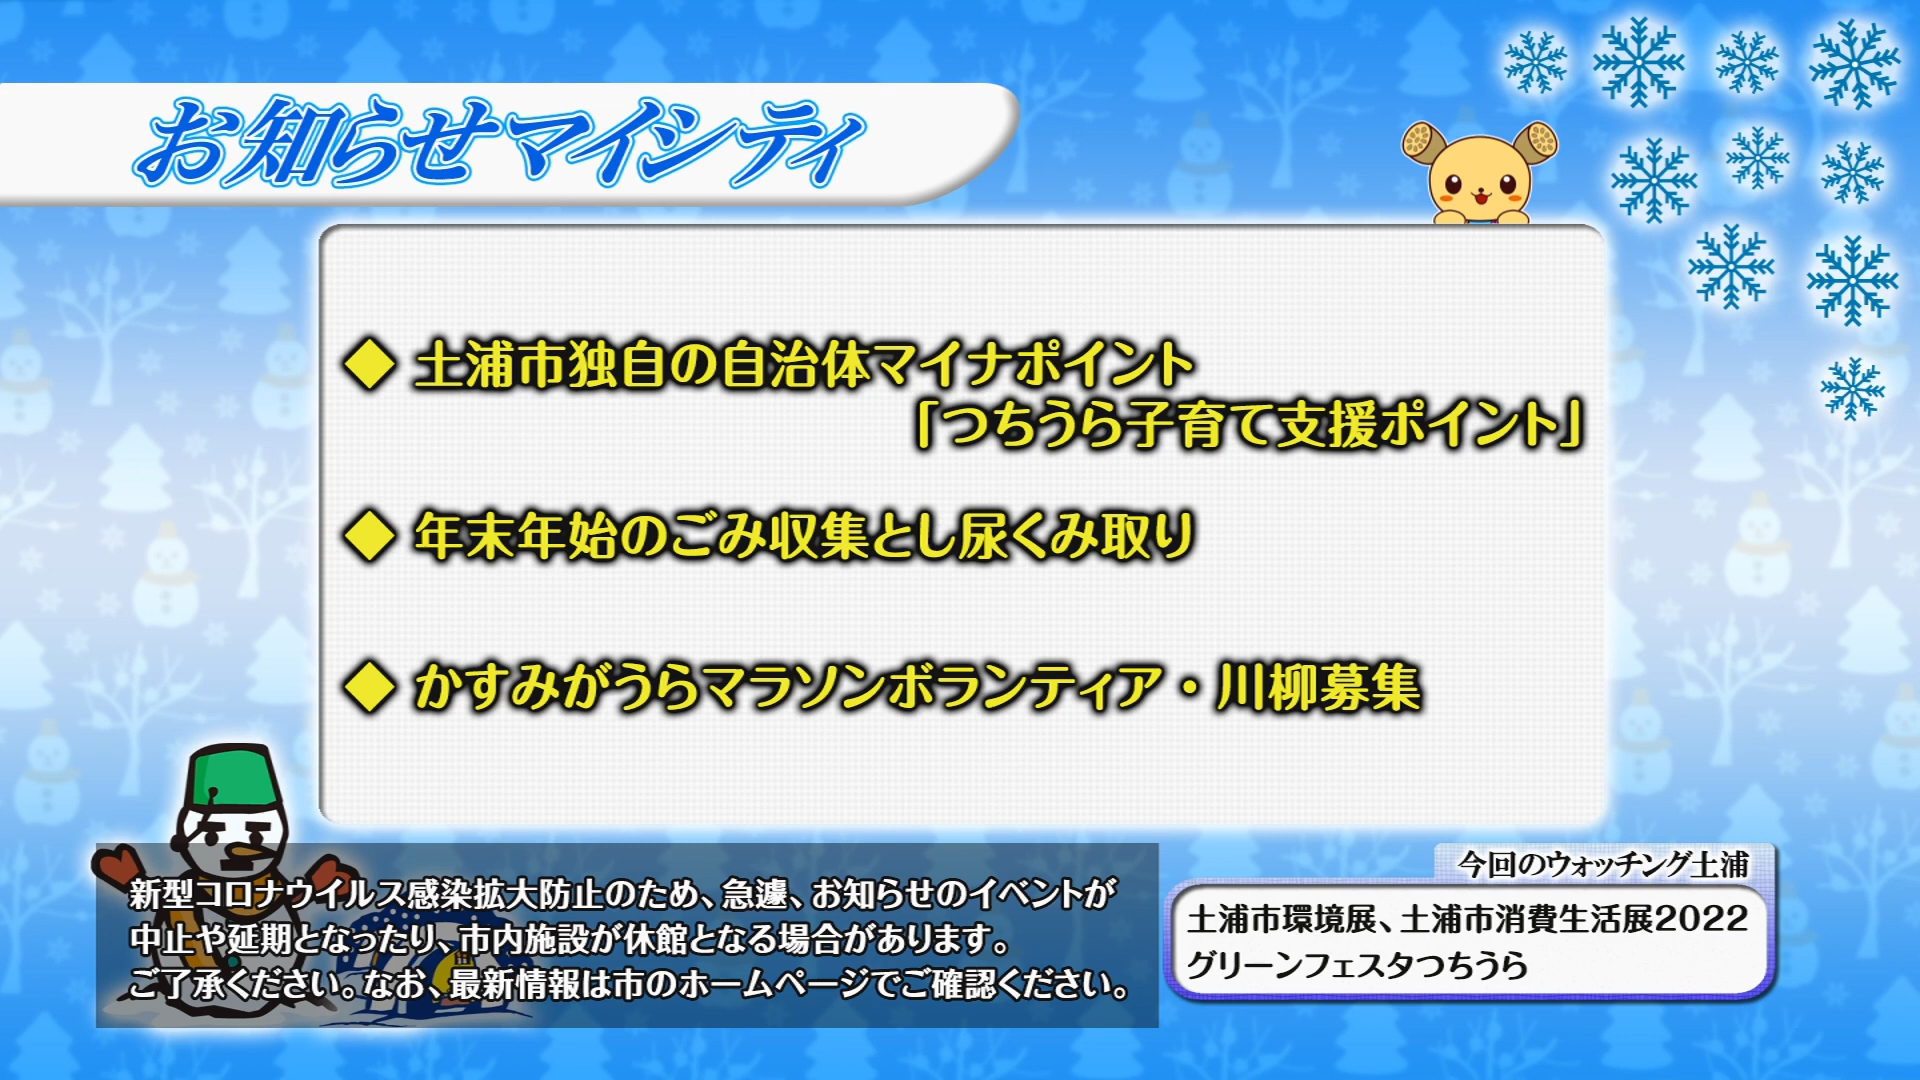 お知らせマイシティ
◆ 土浦市独自の自治体マイナポイント
「つちうら子育て支援ポイント」
◆ 年末年始のごみ収集とし尿くみ取り
◆ かすみがうらマラソンボランティア・川柳募集
新型コロナウイルス感染拡大防止のため、急遽、お知らせのイベントが
中止や延期となったり、市内施設が休館となる場合があります。
ご了承ください。なお、最新情報は市のホームページでご確認ください。
今回のウォッチング土浦
土浦市環境展、土浦市消費生活展2022
グリーンフェスタつちうら